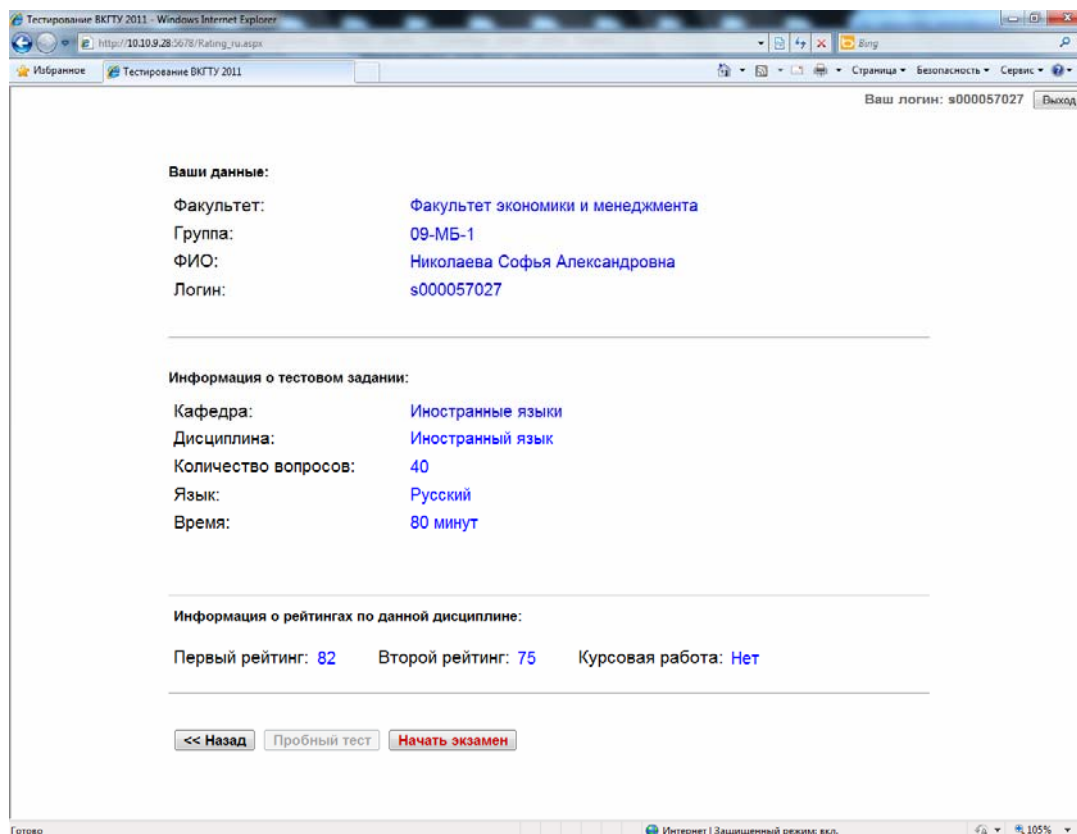 Тестирование ВКГТУ 2011 - Windows Internet Explorer
http://10.10.9.28:5678/Rating_ru.aspx
Bing
Избранное Тестирование ВКГТУ 2011 Страница Безопасность Сервис
Ваш логин: s000057027 Выход
Ваши данные:
Факультет: Факультет экономики и менеджмента
Группа: 09-МБ-1
ФИО: Николаева Софья Александровна
Логин: s000057027
Информация о тестовом задании:
Кафедра: Иностранные языки
Дисциплина: Иностранный язык
Количество вопросов: 40
Язык: Русский
Время: 80 минут
Информация о рейтингах по данной дисциплине:
Первый рейтинг: 82 Второй рейтинг: 75 Курсовая работа: Нет
<< Назад Пробный тест Начать экзамен
Готово Интернет | Защищенный режим: вкл. 105%